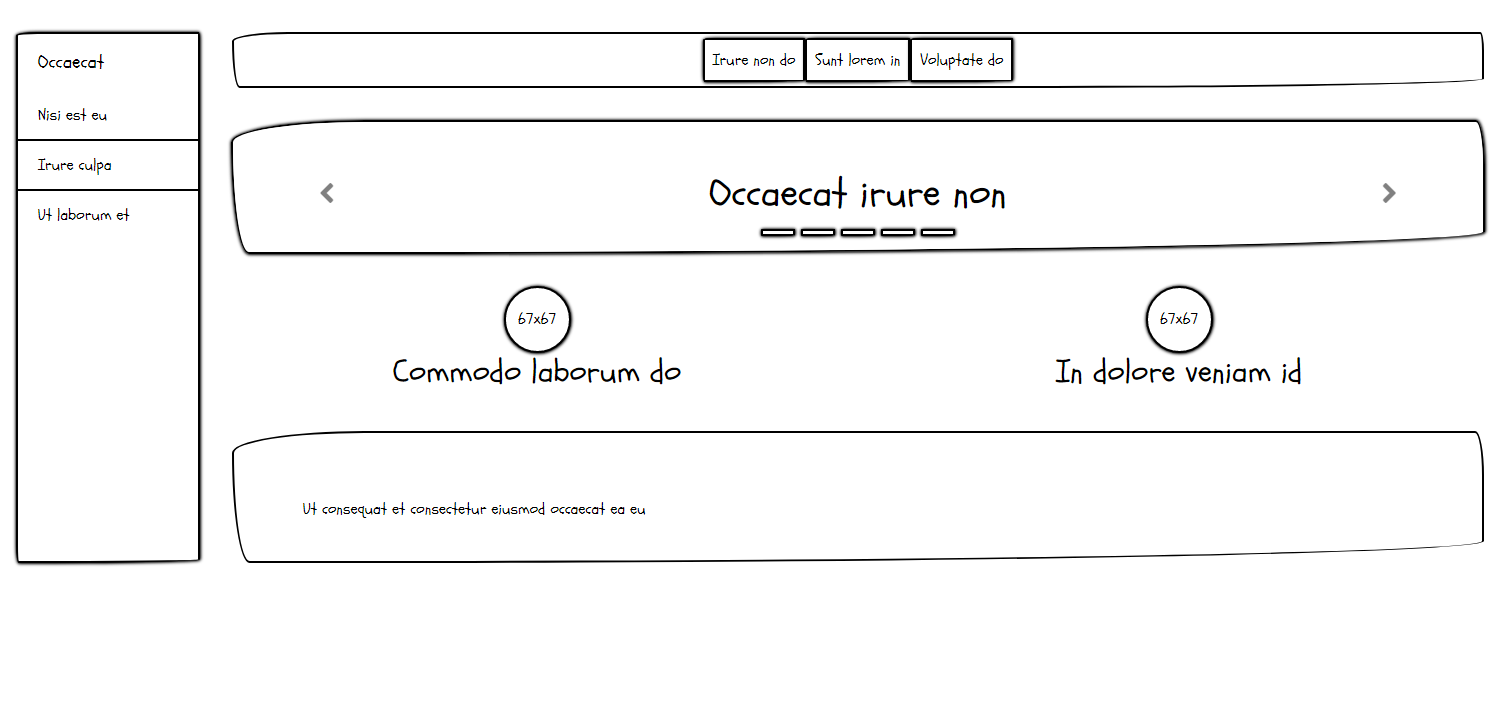 Occaecat
Nisi est eu
Irure culpa
Ut laborum et
Irure non do
Sunt lorem in
Voluptate do
Occaecat irure non
67x67
Commodo laborum do
67x67
In dolore veniam id
Ut consequat et consectetur eiusmod occaecat ea eu